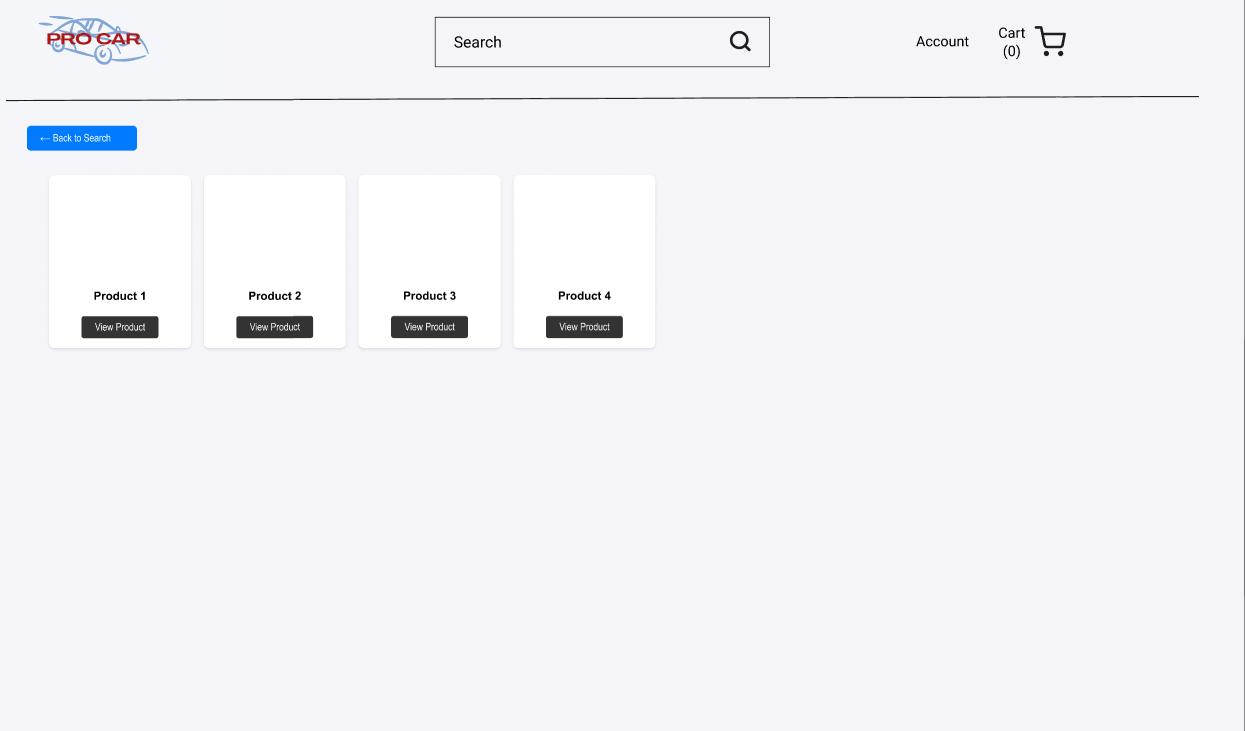 PRO CAR
Search
Account
Cart
(0)
← Back to Search
Product 1
View Product
Product 2
View Product
Product 3
View Product
Product 4
View Product